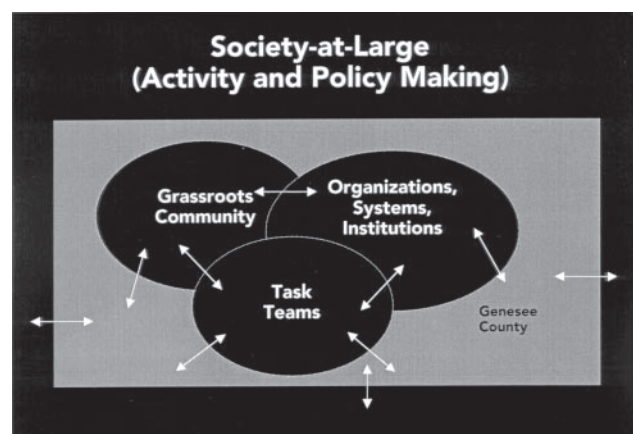 Society-at-Large
(Activity and Policy Making)
Grassroots
Community
Organizations,
Systems,
Institutions
Task
Teams
Genesee
County